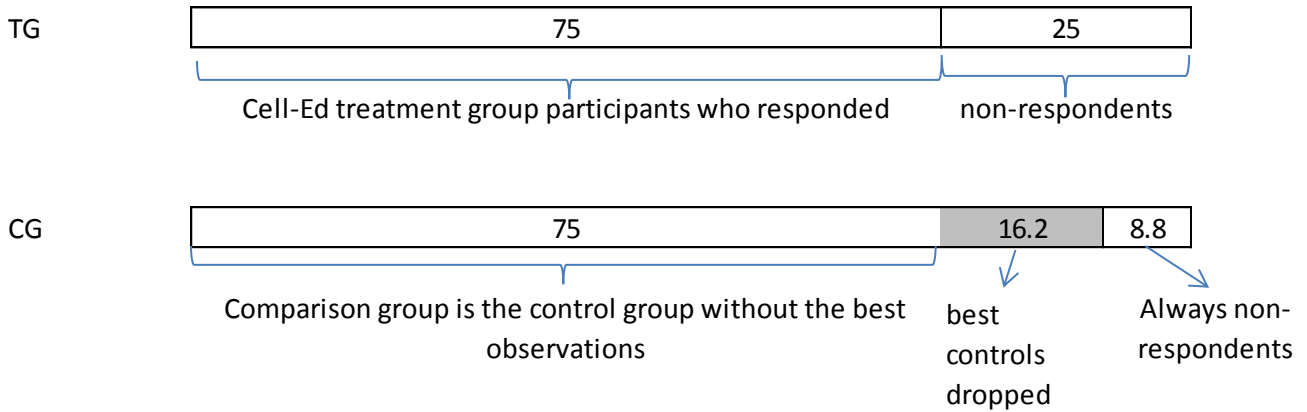 TG
75 25
Cell-Ed treatment group participants who responded non-respondents
CG
75 16.2 8.8
Comparison group is the control group without the best
observations
best
controls
dropped
Always non-
respondents